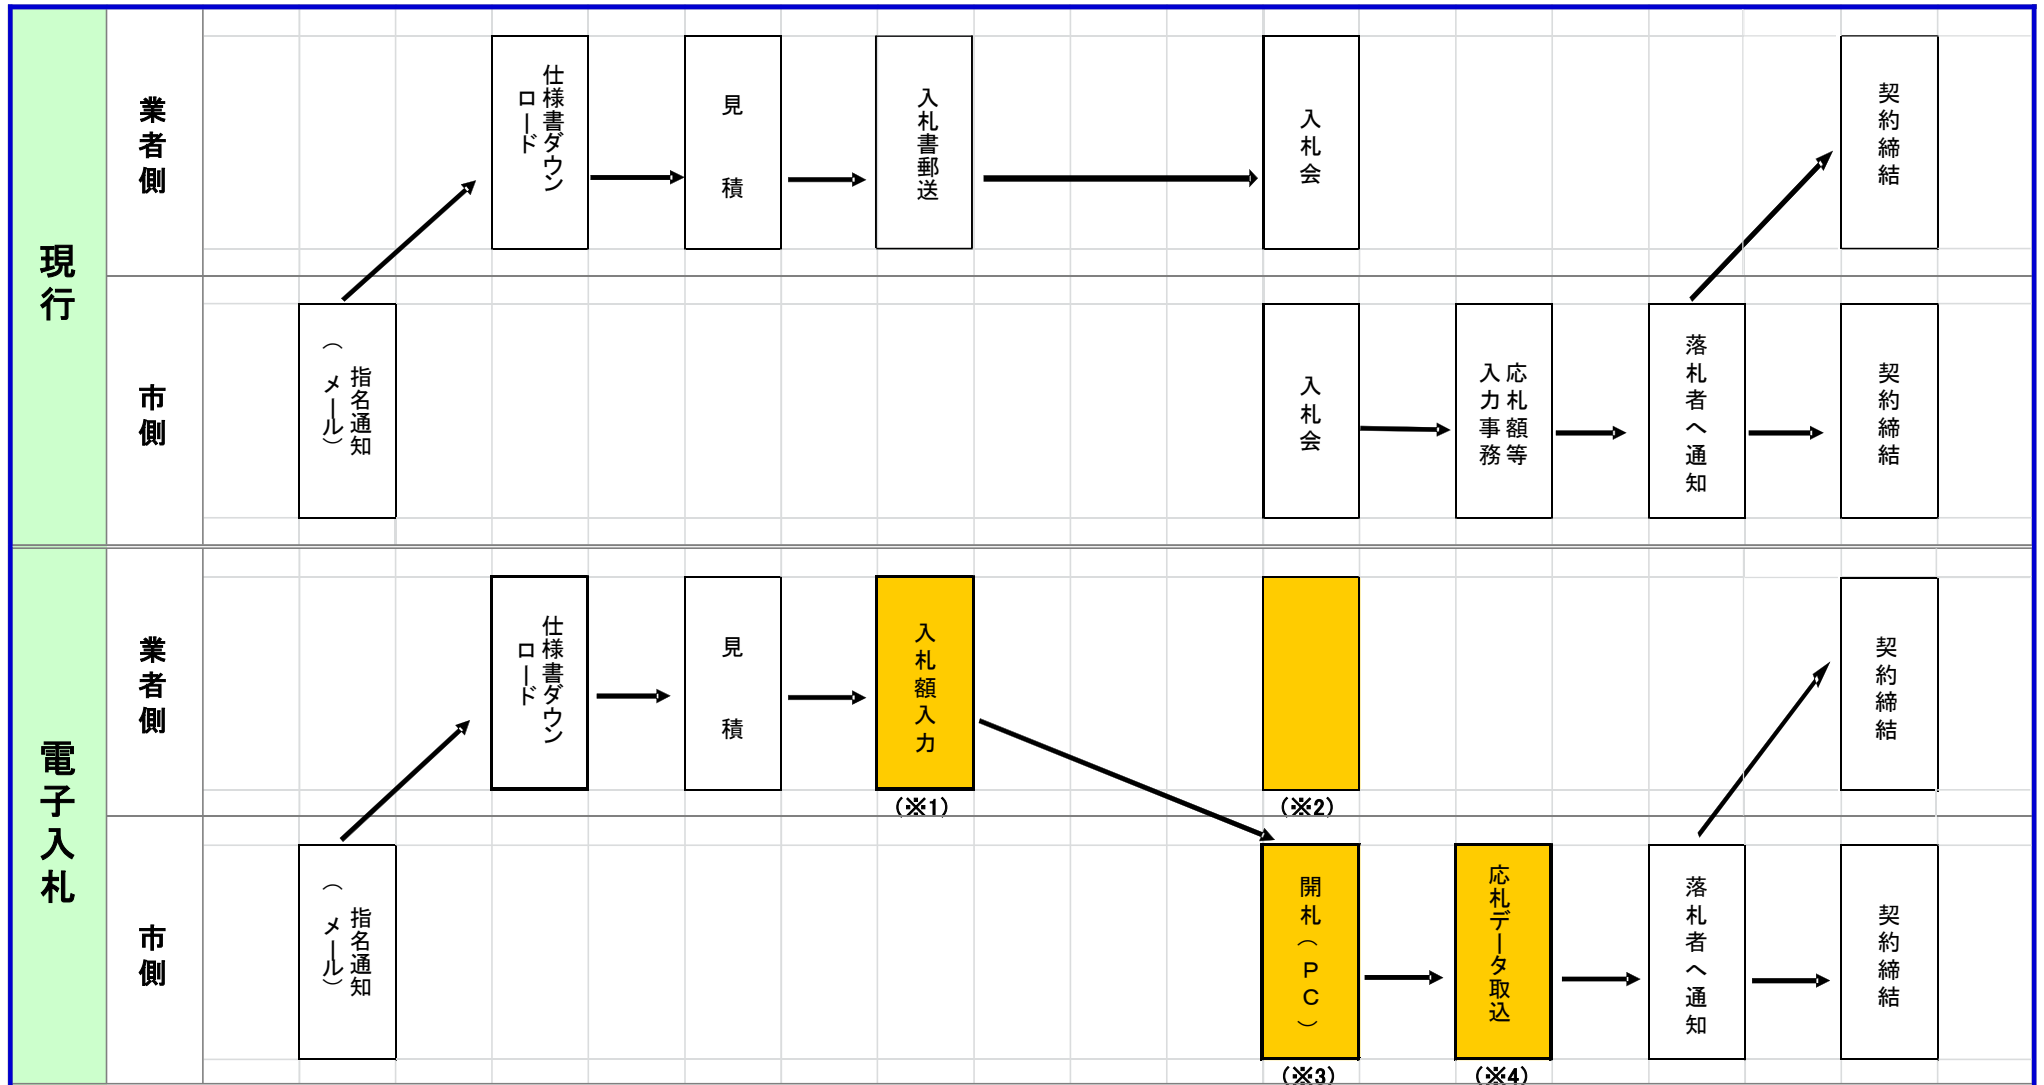 現行
業者側
仕様書ダウン
ロード
見積
入札書郵送
入札会
契約締結
市側
指名通知
(メール)
入札会
応札額等
入力事務
落札者へ通知
契約締結
電子入札
業者側
仕様書ダウン
ロード
見積
入札額入力
(※1)
(※2)
契約締結
市側
指名通知
(メール)
開札(PC)
(※3)
応札データ取込
(※4)
落札者へ通知
契約締結